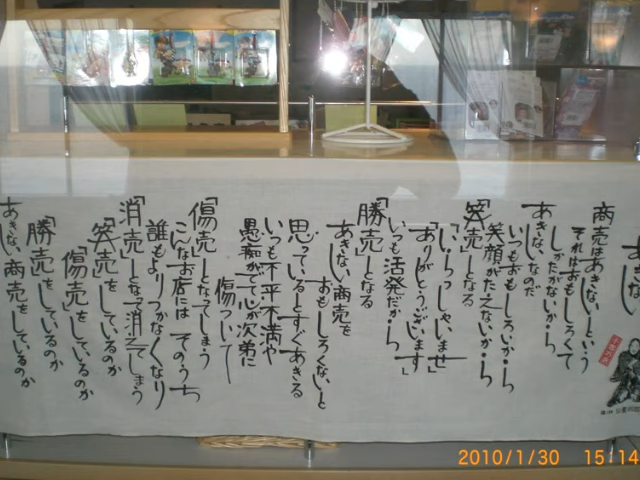 あきない
商売はあきないという
それはおもしろくて
しかたがないから
あきないなのだ
いつもおもしろいから
笑顔がたえないから
「笑売」となる
「いらっしゃいませ
ありがとうございます」
いつも活発だから
「勝売」となる
あきない商売を
おもしろくないと
思っているとすぐあきる
いつも不平不満や
愚痴がでて心が次第に
傷ついて
「傷売」となってしまう
こんなお店には そのうち
誰もよりつかなくなり
「消売」となって消えてしまう
「笑売」をしているのか
「傷売」をしているのか
「勝売」をしているのか
あきない商売をしているのか
2010/1/30 15:14